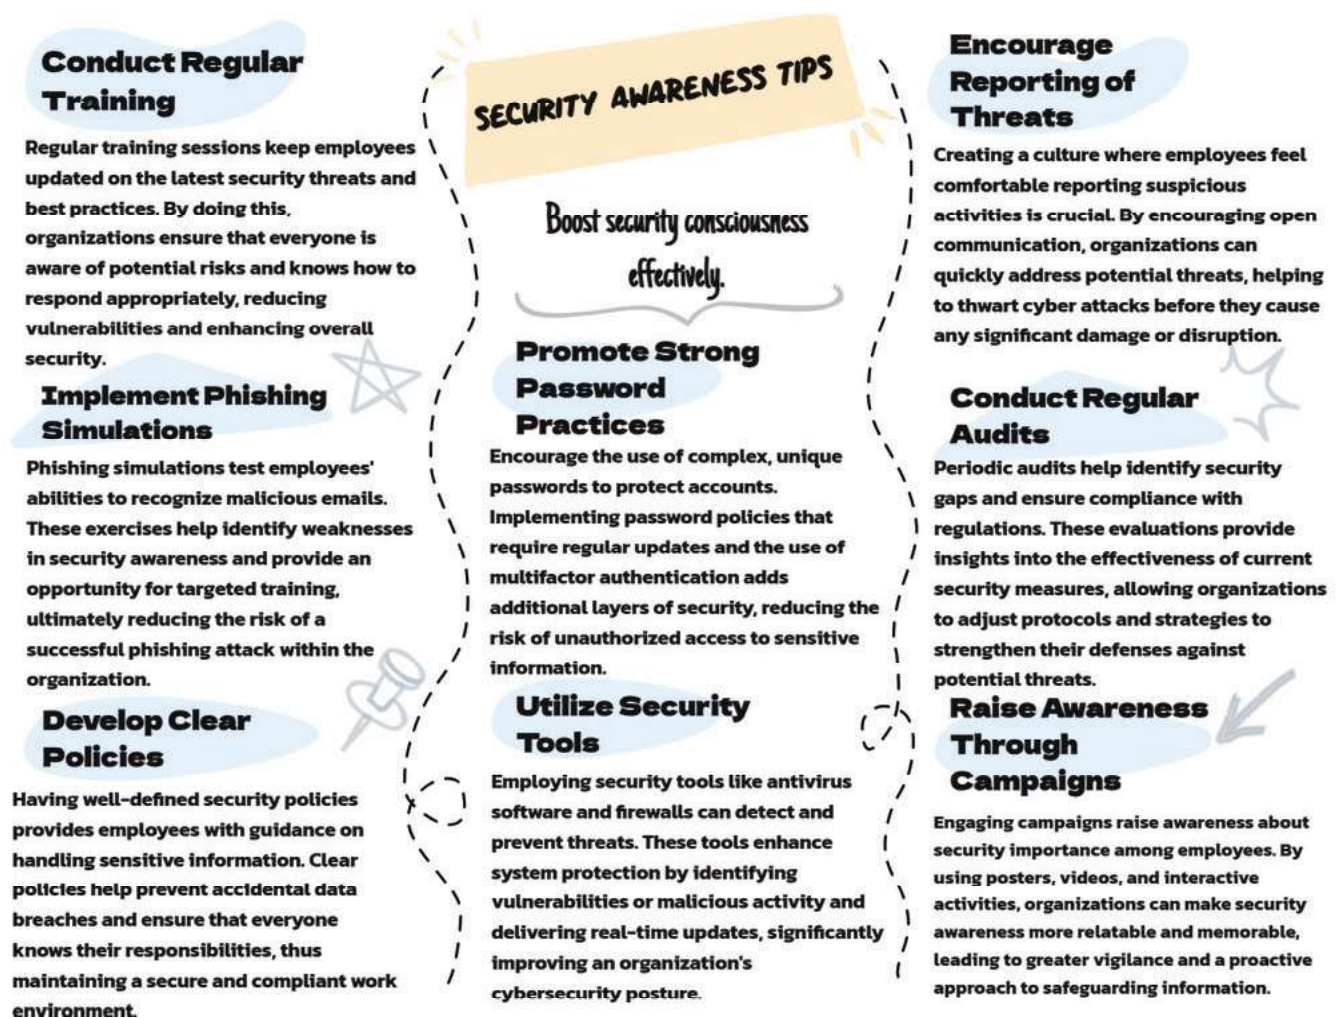 Conduct Regular
Training
Regular training sessions keep employees
updated on the latest security threats and
best practices. By doing this,
organizations ensure that everyone is
aware of potential risks and knows how to
respond appropriately, reducing
vulnerabilities and enhancing overall
security.
Implement Phishing
Simulations
Phishing simulations test employees'
abilities to recognize malicious emails.
These exercises help identify weaknesses
in security awareness and provide an
opportunity for targeted training,
ultimately reducing the risk of a
successful phishing attack within the
organization.
Develop Clear
Policies
Having well-defined security policies
provides employees with guidance on
handling sensitive information. Clear
policies help prevent accidental data
breaches and ensure that everyone
knows their responsibilities, thus
maintaining a secure and compliant work
environment.
SECURITY AWARENESS TIPS
Boost security consciousness
effectively.
Promote Strong
Password
Practices
Encourage the use of complex, unique
passwords to protect accounts.
Implementing password policies that
require regular updates and the use of
multifactor authentication adds
additional layers of security, reducing the
risk of unauthorized access to sensitive
information.
Utilize Security
Tools
Employing security tools like antivirus
software and firewalls can detect and
prevent threats. These tools enhance
system protection by identifying
vulnerabilities or malicious activity and
delivering real-time updates, significantly
improving an organization's
cybersecurity posture.
Encourage
Reporting of
Threats
Creating a culture where employees feel
comfortable reporting suspicious
activities is crucial. By encouraging open
communication, organizations can
quickly address potential threats, helping
to thwart cyber attacks before they cause
any significant damage or disruption.
Conduct Regular
Audits
Periodic audits help identify security
gaps and ensure compliance with
regulations. These evaluations provide
insights into the effectiveness of current
security measures, allowing organizations
to adjust protocols and strategies to
strengthen their defenses against
potential threats.
Raise Awareness
Through
Campaigns
Engaging campaigns raise awareness about
security importance among employees. By
using posters, videos, and interactive
activities, organizations can make security
awareness more relatable and memorable,
leading to greater vigilance and a proactive
approach to safeguarding information.